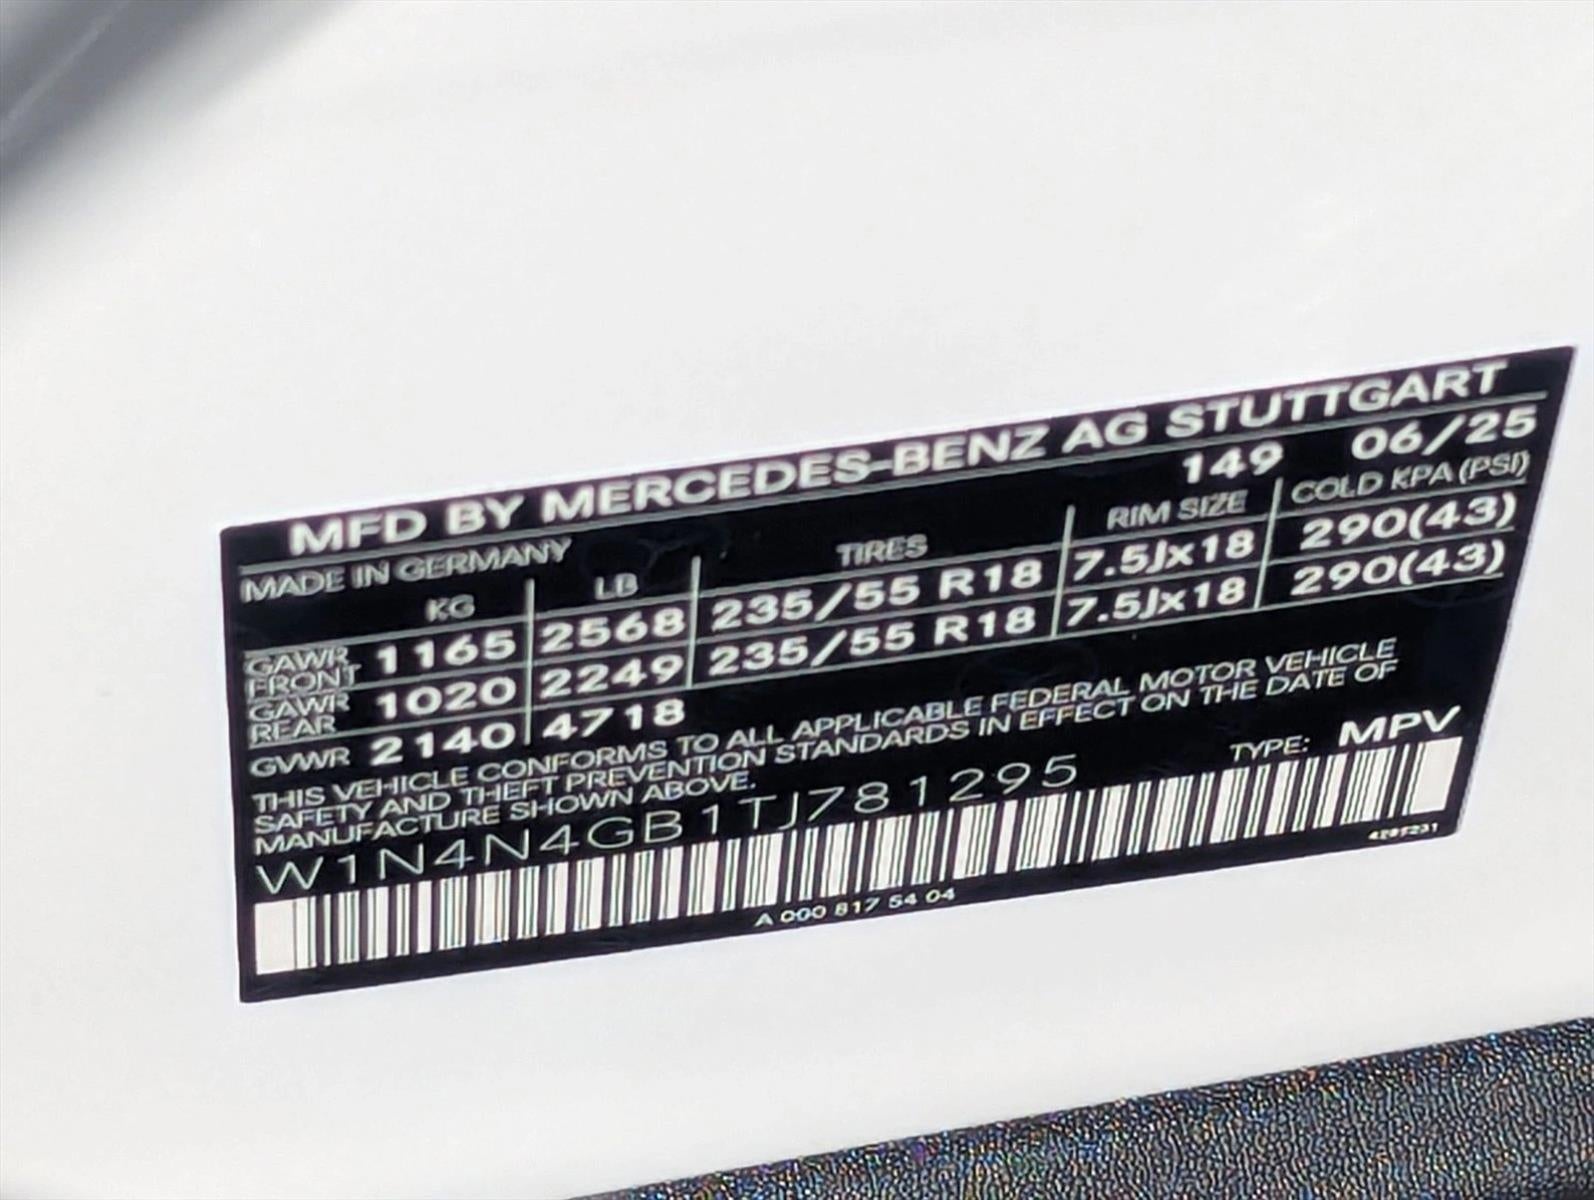 MFD BY MERCEDES-BENZ AG STUTTGART
MADE IN GERMANY 149 06/25
KG LB TIRES RIM SIZE COLD KPA (PSI)
GAWR FRONT 1165 2568 235/55 R18 7.5Jx18 290(43)
GAWR REAR 1020 2249 235/55 R18 7.5Jx18 290(43)
GVWR 2140 4718
THIS VEHICLE CONFORMS TO ALL APPLICABLE FEDERAL MOTOR VEHICLE
SAFETY AND THEFT PREVENTION STANDARDS IN EFFECT ON THE DATE OF
MANUFACTURE SHOWN ABOVE.
W1N4N4GB1TJ781295 TYPE: MPV
A 000 817 54 04